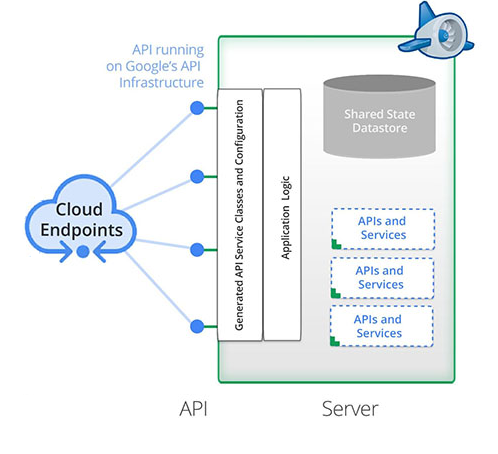 API running
on Google's API
Infrastructure
Cloud
Endpoints
Generated API Service Classes and Configuration
Application Logic
Shared State
Datastore
APIs and
Services
APIs and
Services
APIs and
Services
API
Server